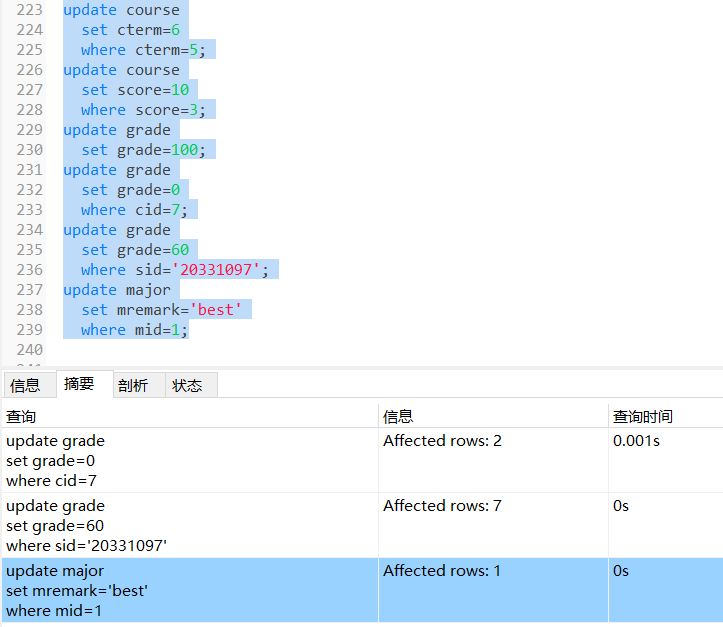 223 update course
224 set cterm=6
225 where cterm=5;
226 update course
227 set score=10
228 where score=3;
229 update grade
230 set grade=100;
231 update grade
232 set grade=0
233 where cid=7;
234 update grade
235 set grade=60
236 where sid='20331097';
237 update major
238 set mremark='best'
239 where mid=1;
240
信息 摘要 剖析 状态
查询 信息 查询时间
update grade Affected rows: 2 0.001s
set grade=0
where cid=7
update grade Affected rows: 7 0s
set grade=60
where sid='20331097'
update major Affected rows: 1 0s
set mremark='best'
where mid=1